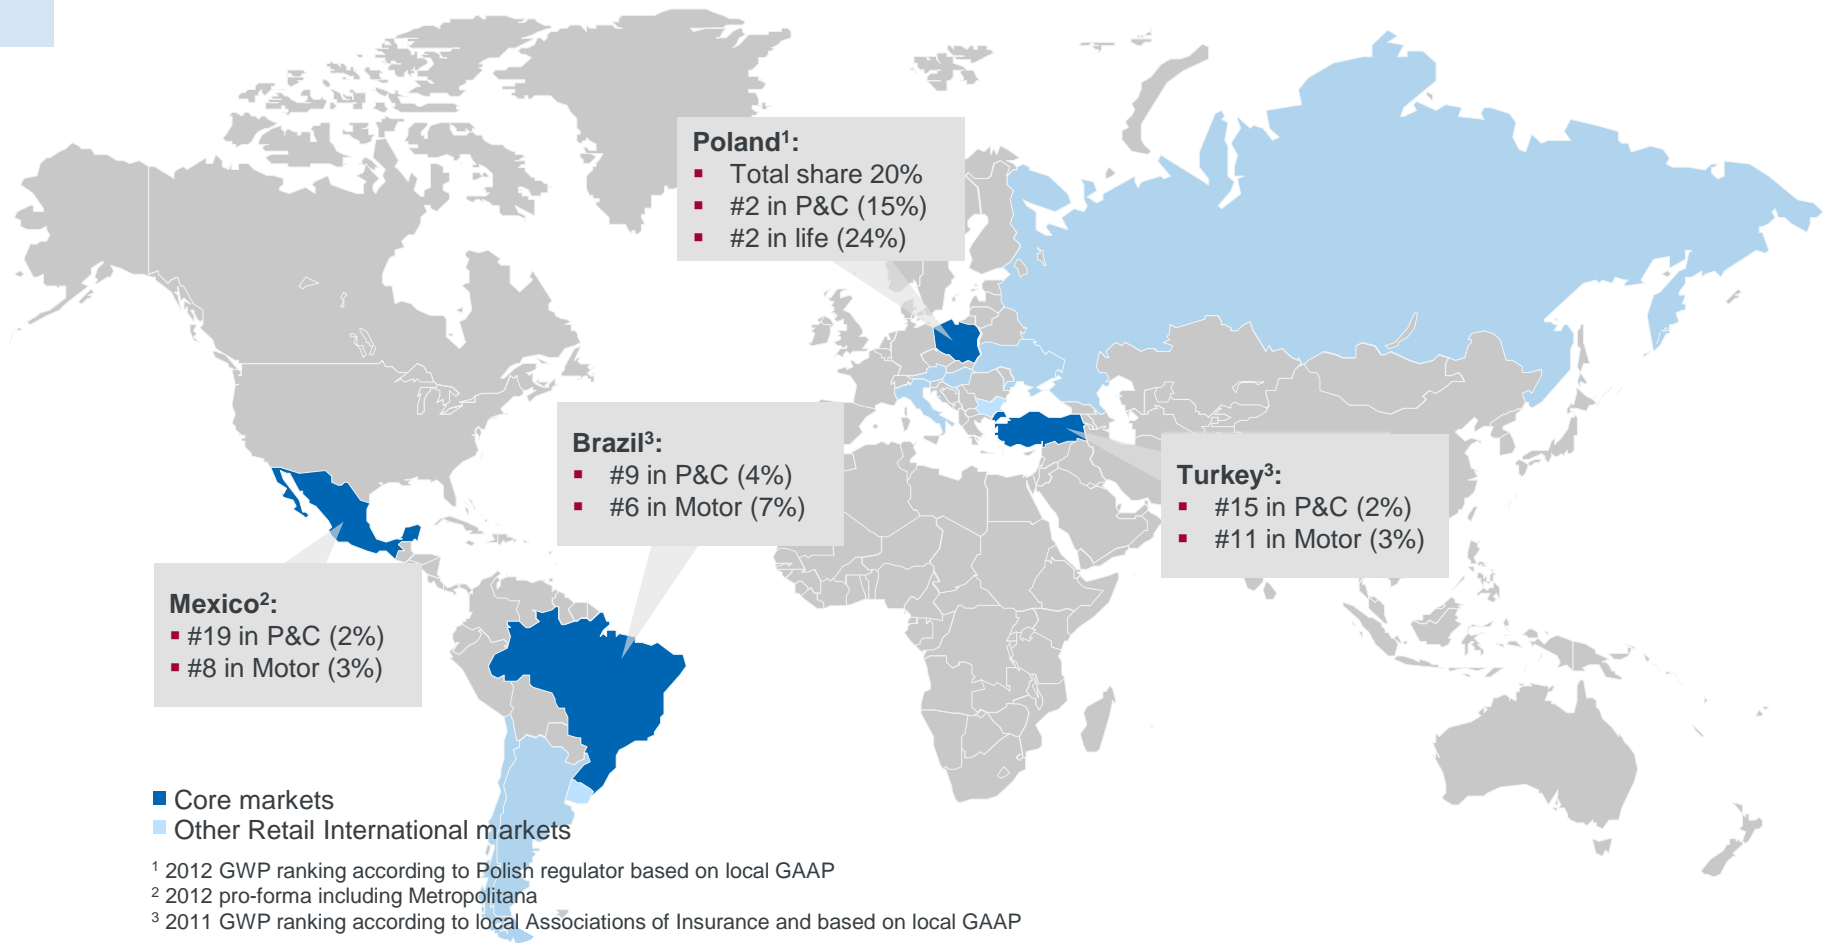 Poland¹:
▪ Total share 20%
▪ #2 in P&C (15%)
▪ #2 in life (24%)
Brazil³:
▪ #9 in P&C (4%)
▪ #6 in Motor (7%)
Turkey³:
▪ #15 in P&C (2%)
▪ #11 in Motor (3%)
Mexico²:
▪ #19 in P&C (2%)
▪ #8 in Motor (3%)
Core markets
Other Retail International markets
¹ 2012 GWP ranking according to Polish regulator based on local GAAP
² 2012 pro-forma including Metropolitana
³ 2011 GWP ranking according to local Associations of Insurance and based on local GAAP